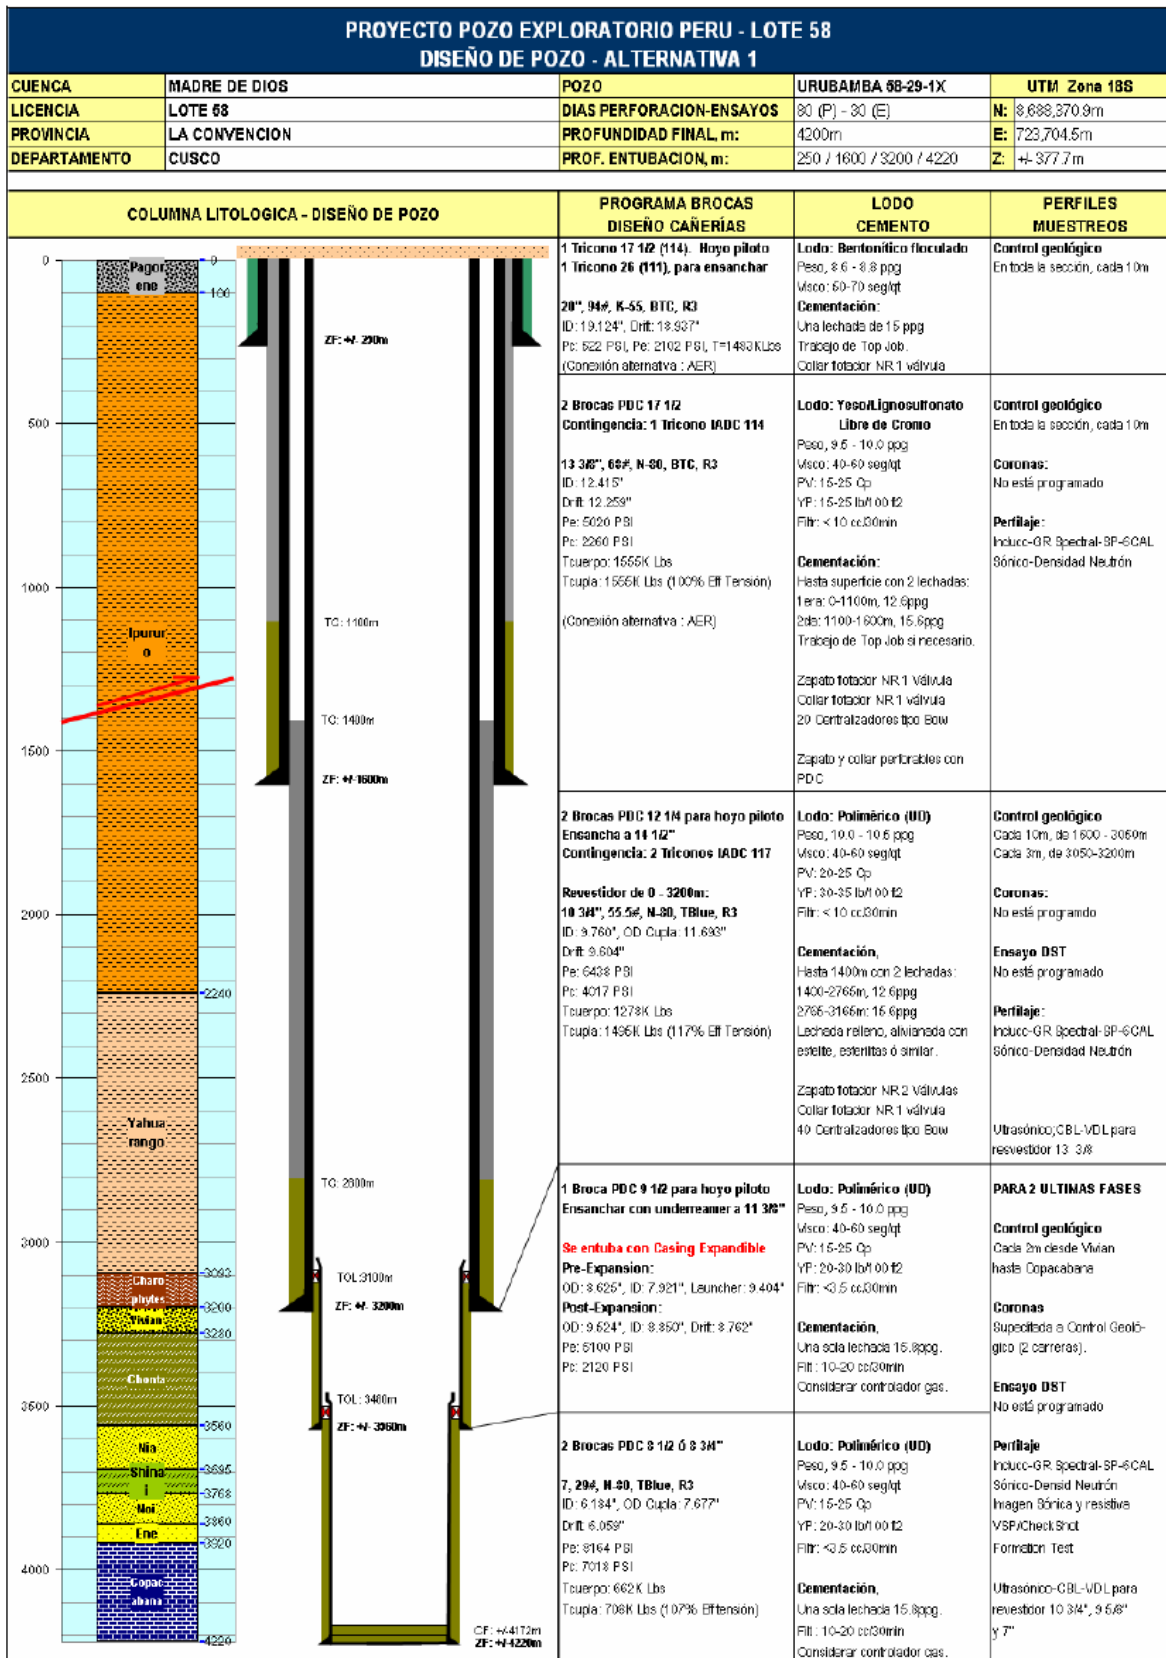 PROYECTO POZO EXPLORATORIO PERU - LOTE 58
DISEÑO DE POZO - ALTERNATIVA 1
CUENCA MADRE DE DIOS POZO URUBAMBA 58-29-1X UTM Zona 18S
LICENCIA LOTE 58 DIAS PERFORACION-ENSAYOS 80 (P) - 30 (E) N: 8,688,370.9m
PROVINCIA LA CONVENCION PROFUNDIDAD FINAL, m: 4200m E: 723,704.5m
DEPARTAMENTO CUSCO PROF. ENTUBACION, m: 250 / 1600 / 3200 / 4220 Z: +/- 377.7m
COLUMNA LITOLOGICA - DISEÑO DE POZO
PROGRAMA BROCAS
DISEÑO CAÑERÍAS
LODO
CEMENTO
PERFILES
MUESTREOS
0
500
1000
1500
2000
2500
3000
3500
4000
Pagor
ene
Ipurur
o
Yahua
rango
Charo
phytes
Vivian
Chonta
Nia
Shina
i
Noi
Ene
Copac
abana
0
100
2240
3093
3200
3280
3560
3695
3768
3860
3920
4220
ZF: +/- 250m
TC: 1100m
TC: 1400m
ZF: +/-1600m
TC: 2800m
TOL:3100m
ZF: +/- 3200m
TOL: 3480m
ZF: +/- 3560m
CF: +/-4172m
ZF: +/-4220m
1 Tricono 17 1/2 (114). Hoyo piloto
1 Tricono 26 (111), para ensanchar
20", 94#, K-55, BTC, R3
ID: 19.124", Drift: 18.937"
Pc: 522 PSI, Pe: 2102 PSI, T=1483KLbs
(Conexión alternativa : AER)
Lodo: Bentonítico floculado
Peso, 8.6 - 8.8 ppg
Visco: 60-70 seg/qt
Cementación:
Una lechada de 15 ppg
Trabajo de Top Job.
Collar flotador NR 1 válvula
Control geológico
En toda la sección, cada 10m
2 Brocas PDC 17 1/2
Contingencia: 1 Tricono IADC 114
13 3/8", 68#, N-80, BTC, R3
ID: 12.415"
Drift: 12.259"
Pe: 5020 PSI
Pc: 2260 PSI
Tcuerpo: 1555K Lbs
Tcupla: 1555K Lbs (100% Eff Tensión)
(Conexión alternativa : AER)
Lodo: Yeso/Lignosulfonato
Libre de Cromo
Peso, 9.5 - 10.0 ppg
Visco: 40-60 seg/qt
PV: 15-25 Cp
YP: 15-25 lb/100 f2
Filtr: < 10 cc/30min
Cementación:
Hasta superficie con 2 lechadas:
1era: 0-1100m, 12.6ppg
2da: 1100-1600m, 15.6ppg
Trabajo de Top Job si necesario.
Zapato flotador NR 1 Válvula
Collar flotador NR 1 válvula
20 Centralizadores tipo Bow
Zapato y collar perforables con
PDC
Control geológico
En toda la sección, cada 10m
Coronas:
No está programado
Perfilaje:
Inducc-GR Spectral-SP-6CAL
Sónico-Densidad Neutrón
2 Brocas PDC 12 1/4 para hoyo piloto
Ensancha a 14 1/2"
Contingencia: 2 Triconos IADC 117
Revestidor de 0 - 3200m:
10 3/4", 55.5#, N-80, TBlue, R3
ID: 9.760", OD Cupla: 11.693"
Drift: 9.604"
Pe: 6438 PSI
Pc: 4017 PSI
Tcuerpo: 1278K Lbs
Tcupla: 1495K Lbs (117% Eff Tensión)
Lodo: Polimérico (UD)
Peso, 10.0 - 10.6 ppg
Visco: 40-60 seg/qt
PV: 20-25 Cp
YP: 30-35 lb/100 f2
Filtr: < 10 cc/30min
Cementación,
Hasta 1400m con 2 lechadas:
1400-2765m, 12.6ppg
2765-3165m: 15.6ppg
Lechada relleno, alivianada con
esfelite, esferlitas ó similar.
Zapato flotador NR 2 Válvulas
Collar flotador NR 1 válvula
40 Centralizadores tipo Bow
Control geológico
Cada 10m, de 1600 - 3050m
Cada 3m, de 3050-3200m
Coronas:
No está programdo
Ensayo DST
No está programado
Perfilaje:
Inducc-GR Spectral-SP-6CAL
Sónico-Densidad Neutrón
Ultrasónico;CBL-VDL para
resvestidor 13 3/8
1 Broca PDC 9 1/2 para hoyo piloto
Ensanchar con underreamer a 11 3/8"
Se entuba con Casing Expandible
Pre-Expansion:
OD: 8.625", ID: 7.921", Launcher: 9.404"
Post-Expansion:
OD: 9.524", ID: 8.850", Drift: 8.762"
Pe: 5100 PSI
Pc: 2120 PSI
Lodo: Polimérico (UD)
Peso, 9.5 - 10.0 ppg
Visco: 40-60 seg/qt
PV: 15-25 Cp
YP: 20-30 lb/100 f2
Filtr: <3.5 cc/30min
Cementación,
Una sola lechada 15.8ppg.
Filt : 10-20 cc/30min
Considerar controlador gas.
PARA 2 ULTIMAS FASES
Control geológico
Cada 2m desde Vivian
hasta Copacabana
Coronas
Supeditada a Control Geoló-
gico (2 carreras).
Ensayo DST
No está programado
2 Brocas PDC 8 1/2 ó 8 3/4"
7, 29#, N-80, TBlue, R3
ID: 6.184", OD Cupla: 7.677"
Drift: 6.059"
Pe: 8164 PSI
Pc: 7018 PSI
Tcuerpo: 662K Lbs
Tcupla: 708K Lbs (107% Eff tensión)
Lodo: Polimérico (UD)
Peso, 9.5 - 10.0 ppg
Visco: 40-60 seg/qt
PV: 15-25 Cp
YP: 20-30 lb/100 f2
Filtr: <3.5 cc/30min
Cementación,
Una sola lechada 15.8ppg.
Filt : 10-20 cc/30min
Considerar controlador gas.
Perfilaje
Inducc-GR Spectral-SP-6CAL
Sónico-Densid Neutrón
Imagen Sónica y resistiva
VSP/Check Shot
Formation Test
Ultrasónico-CBL-VDL para
revestidor 10 3/4", 9 5/8"
y 7"